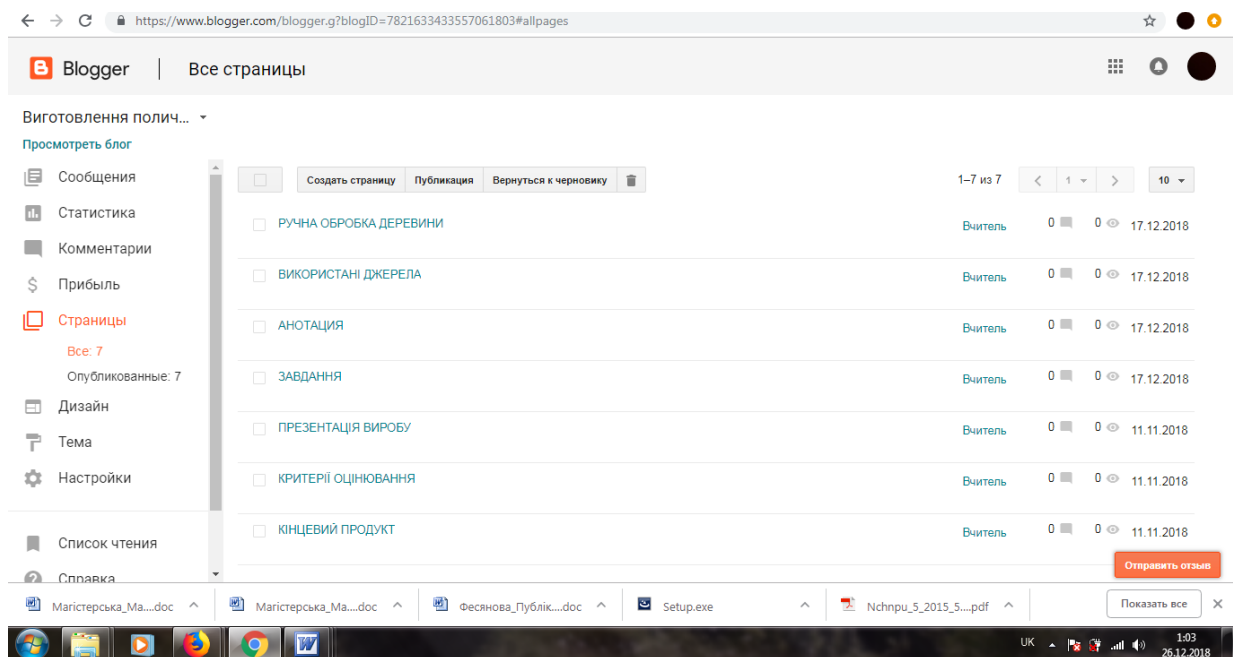 https://www.blogger.com/blogger.g?blogID=7821633433557061803#allpages
Blogger | Все страницы
Виготовлення полич...
Просмотреть блог
Сообщения
Статистика
Комментарии
Прибыль
Страницы
Все: 7
Опубликованные: 7
Дизайн
Тема
Настройки
Список чтения
Справка
Создать страницу Публикация Вернуться к черновику 1–7 из 7 1 10
РУЧНА ОБРОБКА ДЕРЕВИНИ Вчитель 0 0 17.12.2018
ВИКОРИСТАНІ ДЖЕРЕЛА Вчитель 0 0 17.12.2018
АНОТАЦИЯ Вчитель 0 0 17.12.2018
ЗАВДАННЯ Вчитель 0 0 17.12.2018
ПРЕЗЕНТАЦІЯ ВИРОБУ Вчитель 0 0 11.11.2018
КРИТЕРІЇ ОЦІНЮВАННЯ Вчитель 0 0 11.11.2018
КІНЦЕВИЙ ПРОДУКТ Вчитель 0 0 11.11.2018
Отправить отзыв
Магістерська_Ма....doc Магістерська_Ма....doc Фесянова_Публік....doc Setup.exe Nchnpu_5_2015_5....pdf Показать все
UK 1:03
26.12.2018